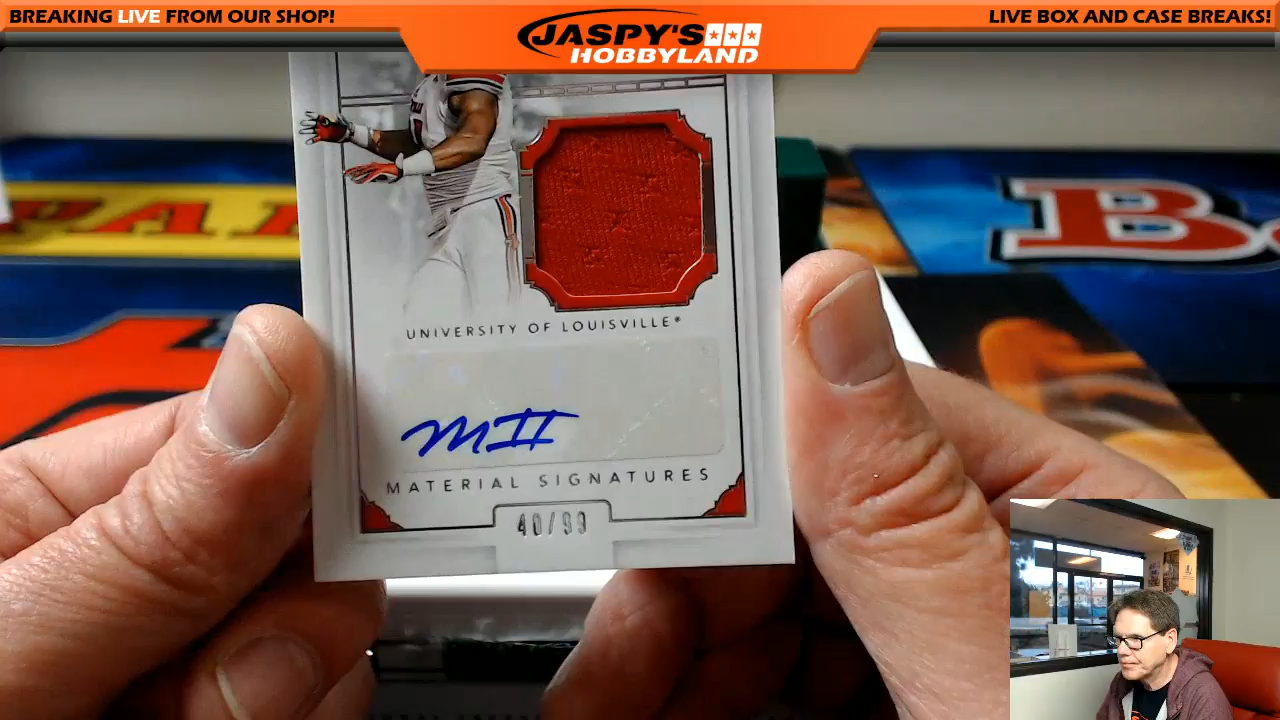 BREAKING LIVE FROM OUR SHOP!
JASPY'S
HOBBYLAND
LIVE BOX AND CASE BREAKS!
PANI
B
UNIVERSITY OF LOUISVILLE®
MATERIAL SIGNATURES
40/99